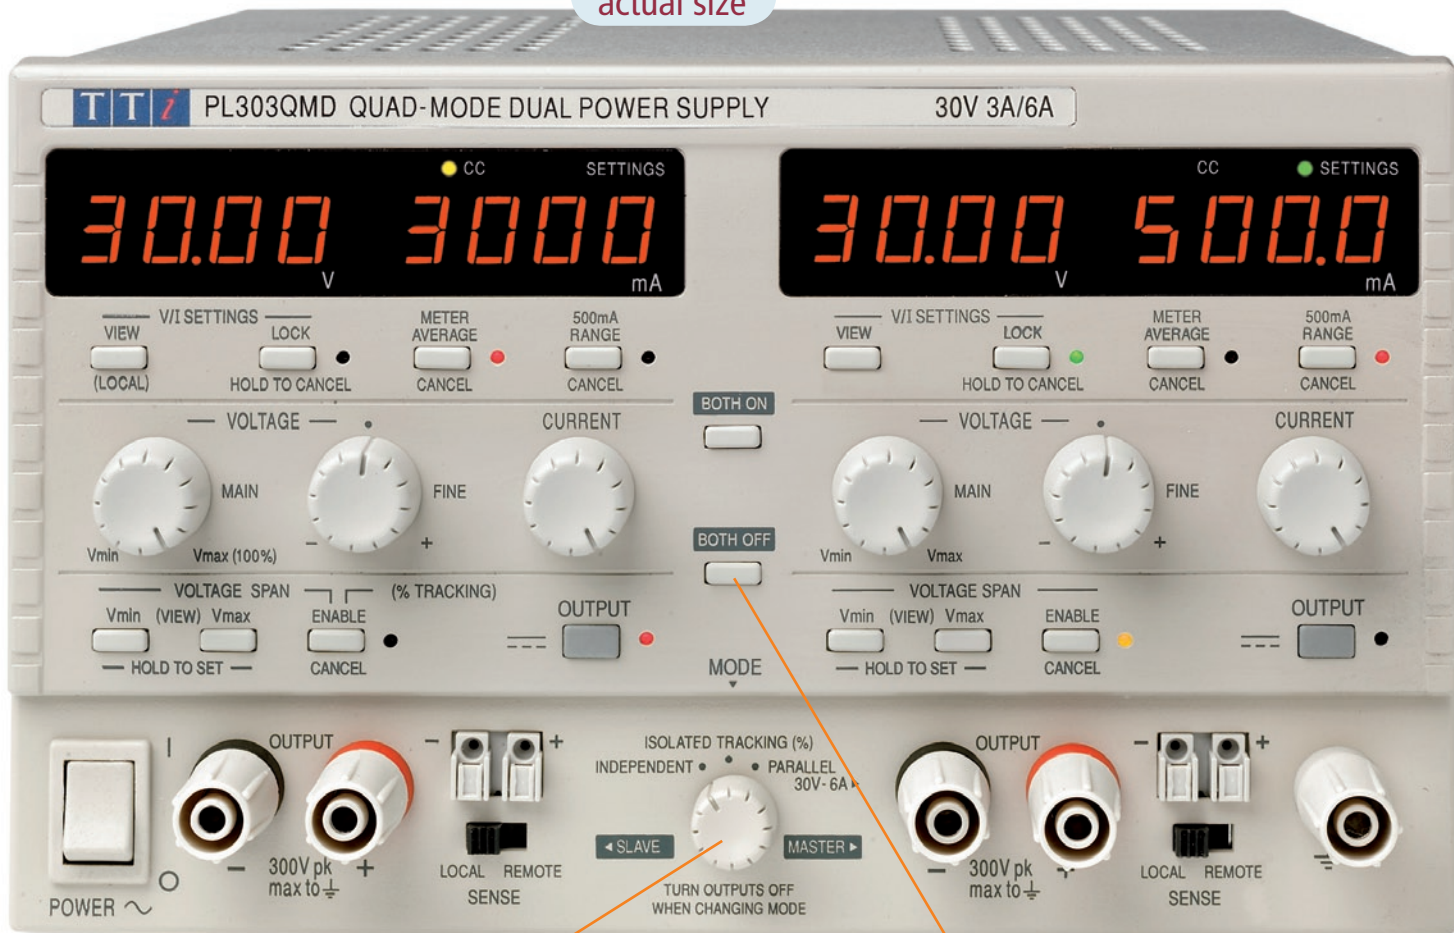 actual size
TTi PL303QMD QUAD-MODE DUAL POWER SUPPLY 30V 3A/6A
CC SETTINGS
30.00 V 3000 mA
CC SETTINGS
30.00 V 500.0 mA
V/I SETTINGS
VIEW
(LOCAL)
LOCK
HOLD TO CANCEL
METER
AVERAGE
CANCEL
500mA
RANGE
CANCEL
V/I SETTINGS
VIEW
LOCK
HOLD TO CANCEL
METER
AVERAGE
CANCEL
500mA
RANGE
CANCEL
BOTH ON
VOLTAGE
CURRENT
MAIN
FINE
Vmin
Vmax (100%)
- +
VOLTAGE
CURRENT
MAIN
FINE
Vmin
Vmax
- +
BOTH OFF
VOLTAGE SPAN (% TRACKING)
Vmin (VIEW) Vmax
HOLD TO SET
ENABLE
CANCEL
OUTPUT
VOLTAGE SPAN
Vmin (VIEW) Vmax
HOLD TO SET
ENABLE
CANCEL
OUTPUT
MODE
ISOLATED TRACKING (%)
INDEPENDENT
PARALLEL
30V-6A
SLAVE
MASTER
TURN OUTPUTS OFF
WHEN CHANGING MODE
I
O
POWER
OUTPUT
- +
300V pk
max to
- +
LOCAL REMOTE
SENSE
OUTPUT
- +
300V pk
max to
- +
LOCAL REMOTE
SENSE